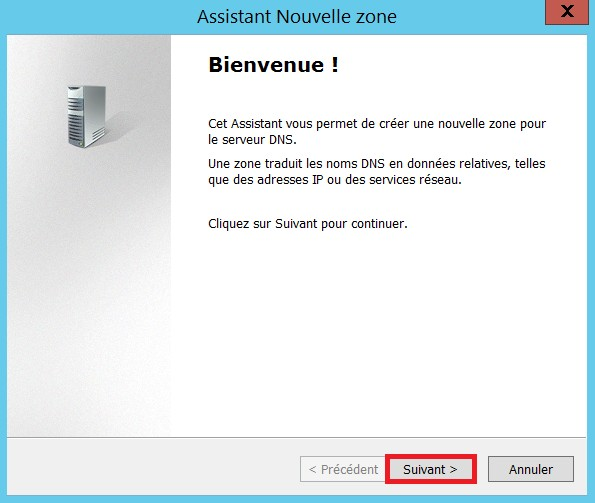 Assistant Nouvelle zone
Bienvenue !
Cet Assistant vous permet de créer une nouvelle zone pour
le serveur DNS.
Une zone traduit les noms DNS en données relatives, telles
que des adresses IP ou des services réseau.
Cliquez sur Suivant pour continuer.
< Précédent
Suivant >
Annuler